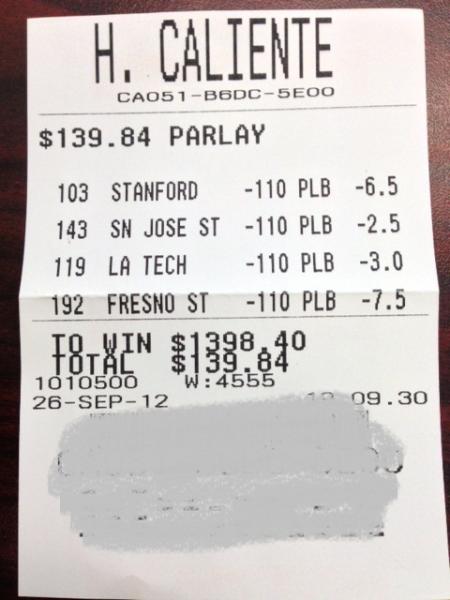 H. CALIENTE
CA051-B6DC-5E00
$139.84 PARLAY
103 STANFORD -110 PLB -6.5
143 SN JOSE ST -110 PLB -2.5
119 LA TECH -110 PLB -3.0
192 FRESNO ST -110 PLB -7.5
TO WIN $1398.40
TOTAL $139.84
1010500 W:4555
26-SEP-12 09.30